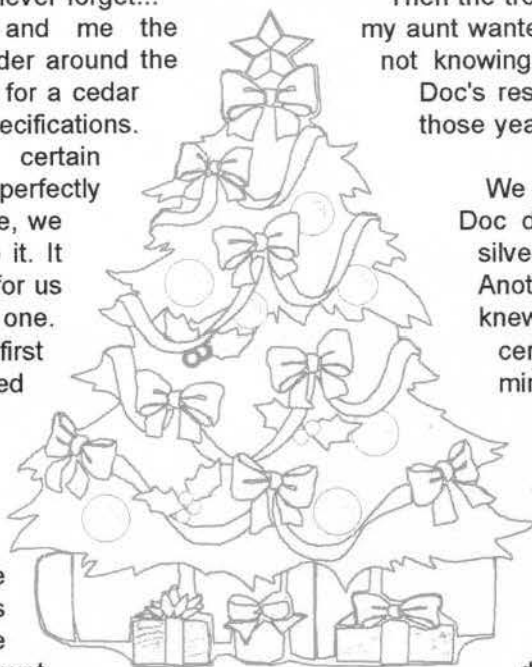 never forget...
and me the
der around the
for a cedar
ecifications.
certain
perfectly
e, we
it. It
for us
one.
first
ed
e
s
e
Then the tre
my aunt wante
not knowing
Doc's res
those yea
We
Doc d
silve
Anot
knew
cer
min